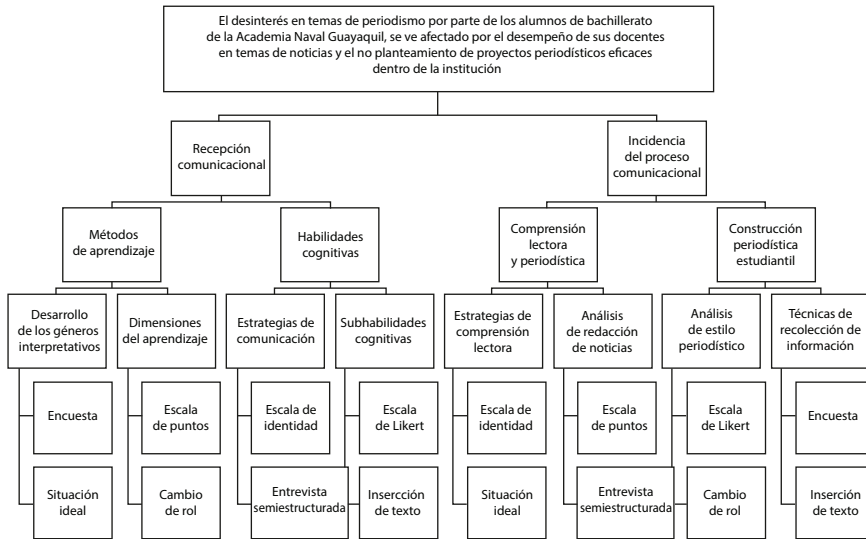 El desinterés en temas de periodismo por parte de los alumnos de bachillerato
de la Academia Naval Guayaquil, se ve afectado por el desempeño de sus docentes
en temas de noticias y el no planteamiento de proyectos periodísticos eficaces
dentro de la institución
Recepción
comunicacional
Incidencia
del proceso
comunicacional
Métodos
de aprendizaje
Habilidades
cognitivas
Comprensión
lectora
y periodística
Construcción
periodística
estudiantil
Desarrollo
de los géneros
interpretativos
Dimensiones
del aprendizaje
Estrategias de
comunicación
Subhabilidades
cognitivas
Estrategias de
comprensión
lectora
Análisis
de redacción
de noticias
Análisis
de estilo
periodístico
Técnicas de
recolección de
información
Encuesta
Escala
de puntos
Escala de
identidad
Escala
de Likert
Escala de
identidad
Escala
de puntos
Escala
de Likert
Encuesta
Situación
ideal
Cambio
de rol
Entrevista
semiestructurada
Insercción
de texto
Situación
ideal
Entrevista
semiestructurada
Cambio
de rol
Inserción
de texto